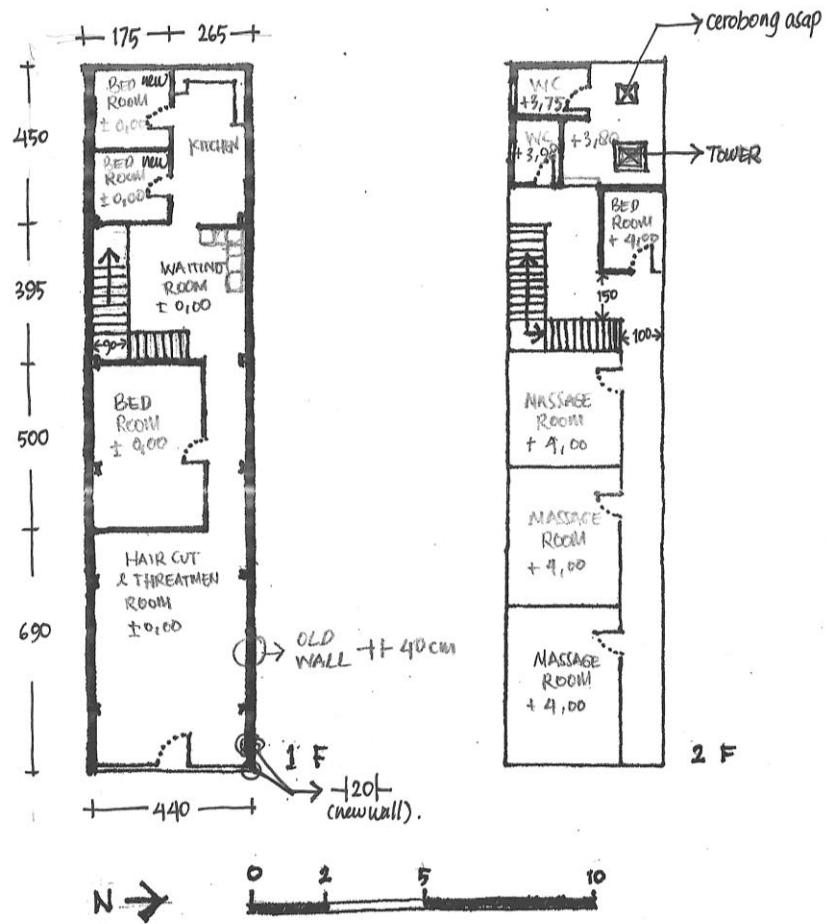 175 265
450
395
500
690
440
BED new
ROOM
± 0,00
BED new
ROOM
± 0,00
KITCHEN
WAITING
ROOM
± 0,00
90
BED
ROOM
± 0,00
HAIR CUT
& THREATMEN
ROOM
± 0,00
OLD
WALL 40 cm
1 F
20
(new wall).
cerobong asap
WC
+3,75
WC
+3,98
+3,80
TOWER
BED
ROOM
+ 4,00
150
100
MASSAGE
ROOM
+ 4,00
MASSAGE
ROOM
+ 4,00
MASSAGE
ROOM
+ 4,00
2 F
N
0 2 5 10